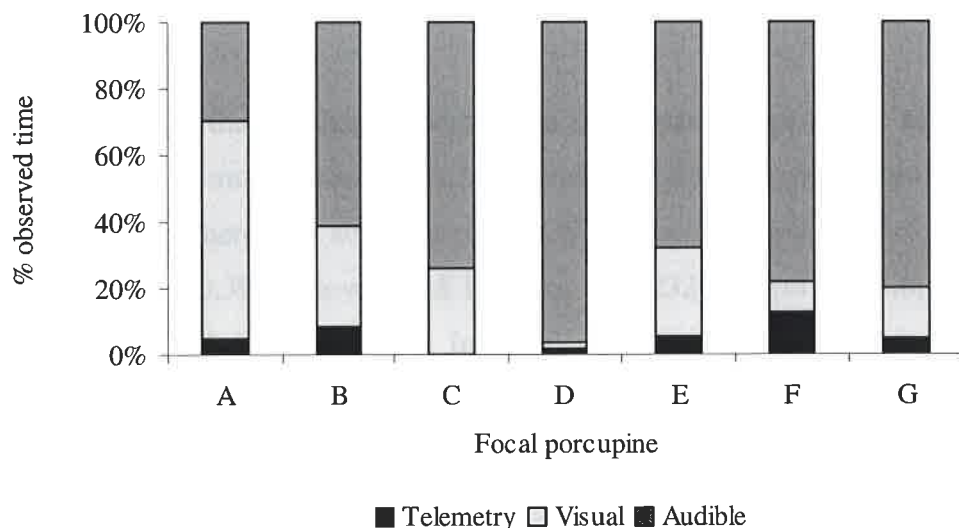 100%
80%
60%
40%
20%
0%
% observed time
A B C D E F G
Focal porcupine
Telemetry Visual Audible